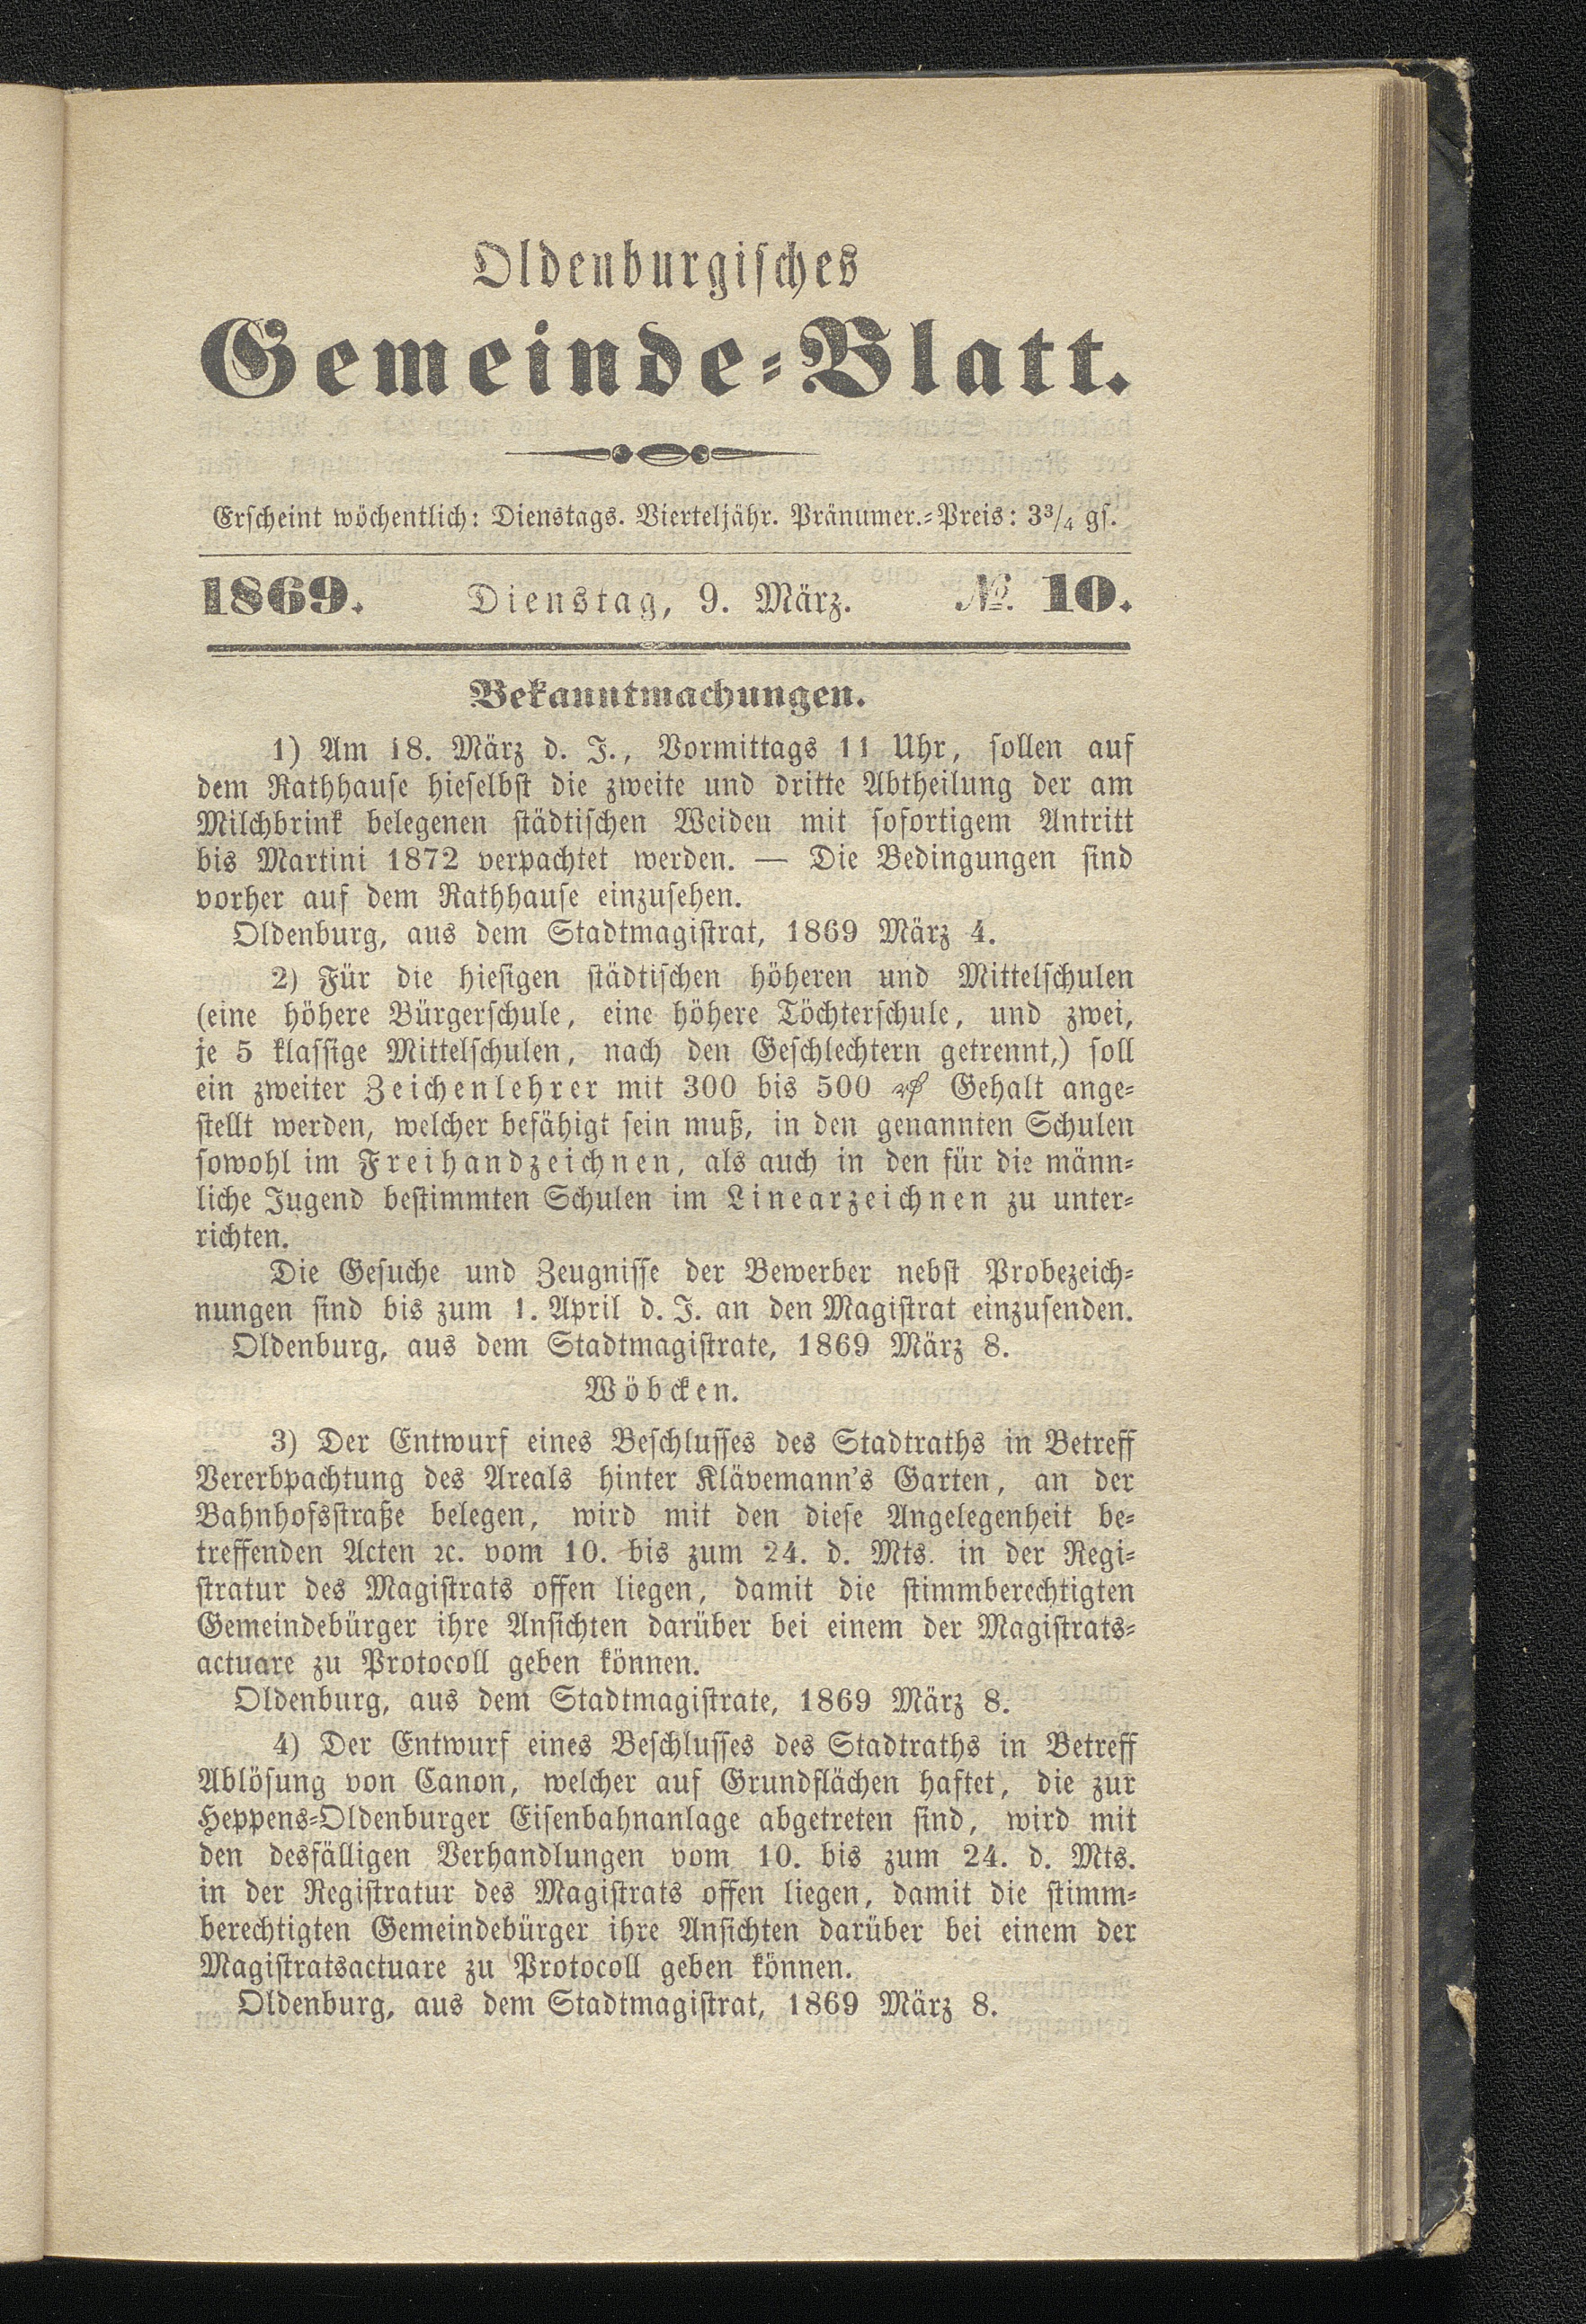 Oldenburgisches
Gemeinde-Blatt.
Erscheint wöchentlich: Dienstags. Vierteljähr. Pränumer.-Preis: 3¾ gs.
1869. Dienstag, 9. März. №. 10.
Bekanntmachungen.
1) Am 18. März d. J., Vormittags 11 Uhr, sollen auf
dem Rathhause hieselbst die zweite und dritte Abtheilung der am
Milchbrink belegenen städtischen Weiden mit sofortigem Antritt
bis Martini 1872 verpachtet werden. — Die Bedingungen sind
vorher auf dem Rathhause einzusehen.
Oldenburg, aus dem Stadtmagistrat, 1869 März 4.
2) Für die hiesigen städtischen höheren und Mittelschulen
(eine höhere Bürgerschule, eine höhere Töchterschule, und zwei,
je 5 klassige Mittelschulen, nach den Geschlechtern getrennt,) soll
ein zweiter Zeichenlehrer mit 300 bis 500 ₰ Gehalt ange-
stellt werden, welcher befähigt sein muß, in den genannten Schulen
sowohl im Freihandzeichnen, als auch in den für die männ-
liche Jugend bestimmten Schulen im Linearzeichnen zu unter-
richten.
Die Gesuche und Zeugnisse der Bewerber nebst Probezeich-
nungen sind bis zum 1. April d. J. an den Magistrat einzusenden.
Oldenburg, aus dem Stadtmagistrate, 1869 März 8.
Wöbcken.
3) Der Entwurf eines Beschlusses des Stadtraths in Betreff
Vererbpachtung des Areals hinter Klävemann's Garten, an der
Bahnhofsstraße belegen, wird mit den diese Angelegenheit be-
treffenden Acten ꝛc. vom 10. bis zum 24. d. Mts. in der Regi-
stratur des Magistrats offen liegen, damit die stimmberechtigten
Gemeindebürger ihre Ansichten darüber bei einem der Magistrats-
actuare zu Protocoll geben können.
Oldenburg, aus dem Stadtmagistrate, 1869 März 8.
4) Der Entwurf eines Beschlusses des Stadtraths in Betreff
Ablösung von Canon, welcher auf Grundflächen haftet, die zur
Heppens-Oldenburger Eisenbahnanlage abgetreten sind, wird mit
den desfälligen Verhandlungen vom 10. bis zum 24. d. Mts.
in der Registratur des Magistrats offen liegen, damit die stimm-
berechtigten Gemeindebürger ihre Ansichten darüber bei einem der
Magistratsactuare zu Protocoll geben können.
Oldenburg, aus dem Stadtmagistrat, 1869 März 8.